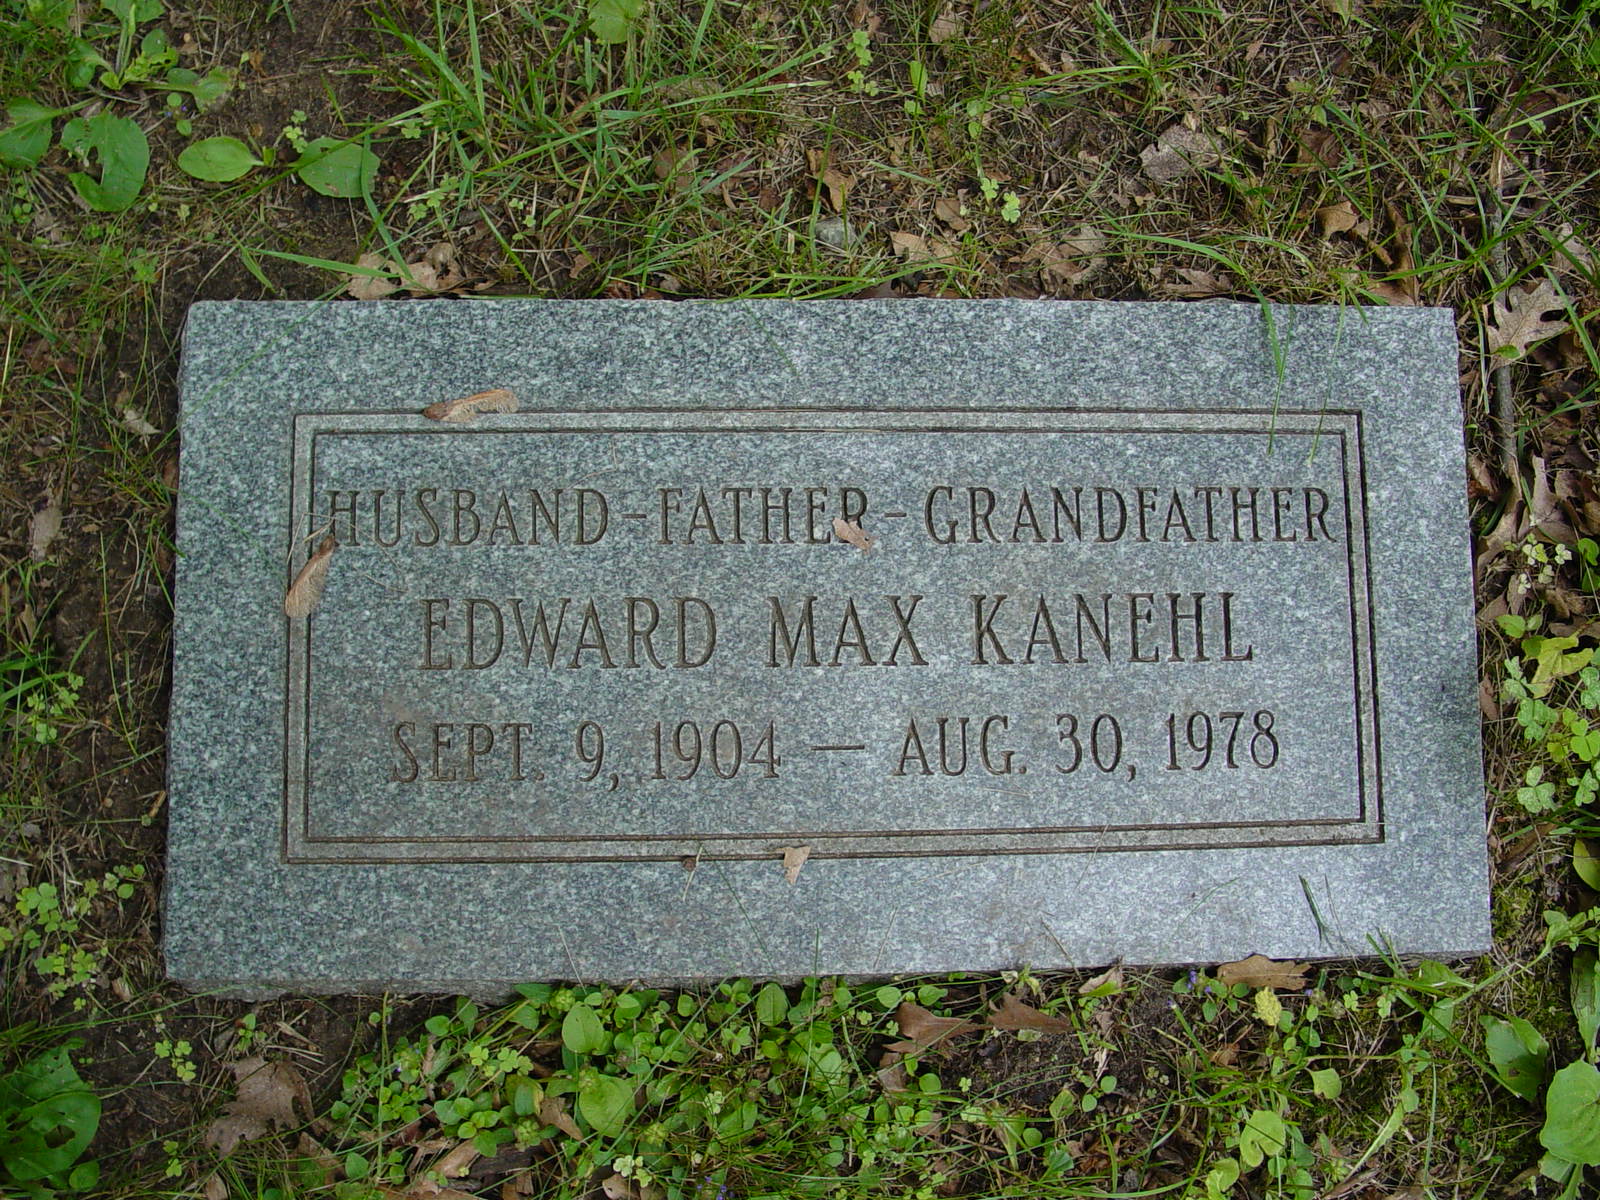 HUSBAND - FATHER - GRANDFATHER
EDWARD MAX KANEHL
SEPT. 9, 1904 — AUG. 30, 1978